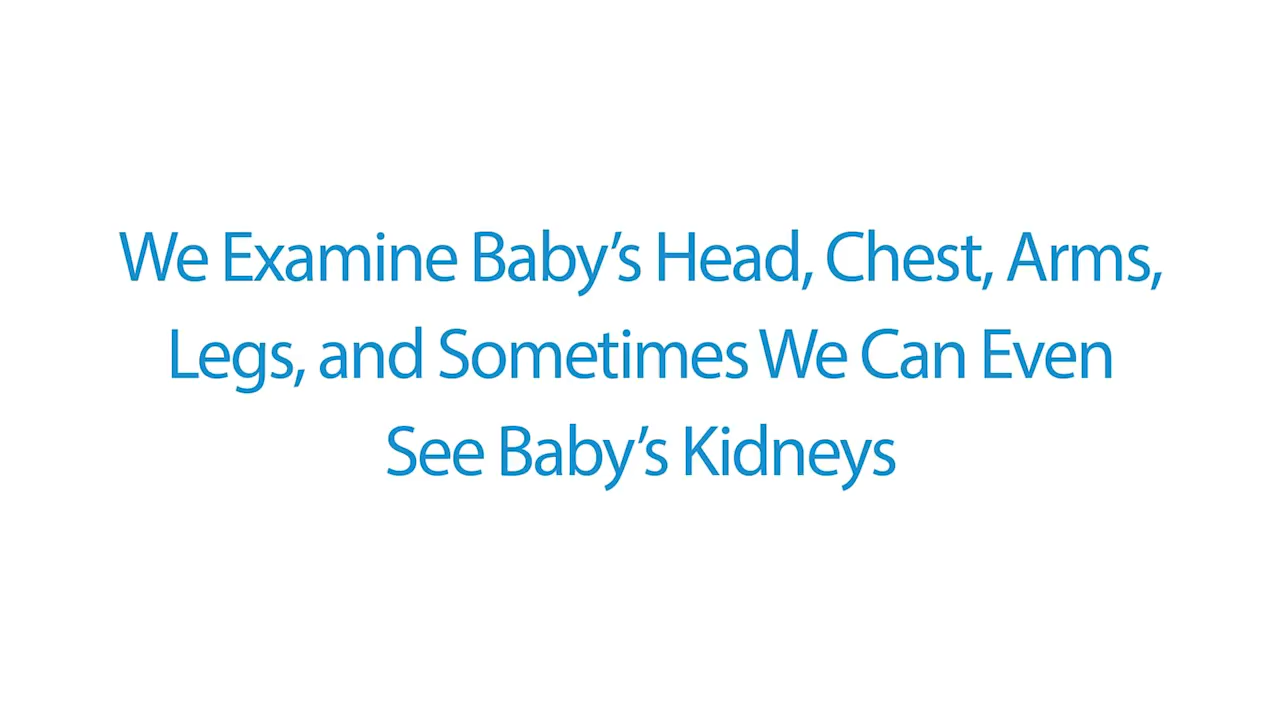 We Examine Baby’s Head, Chest, Arms,
Legs, and Sometimes We Can Even
See Baby’s Kidneys